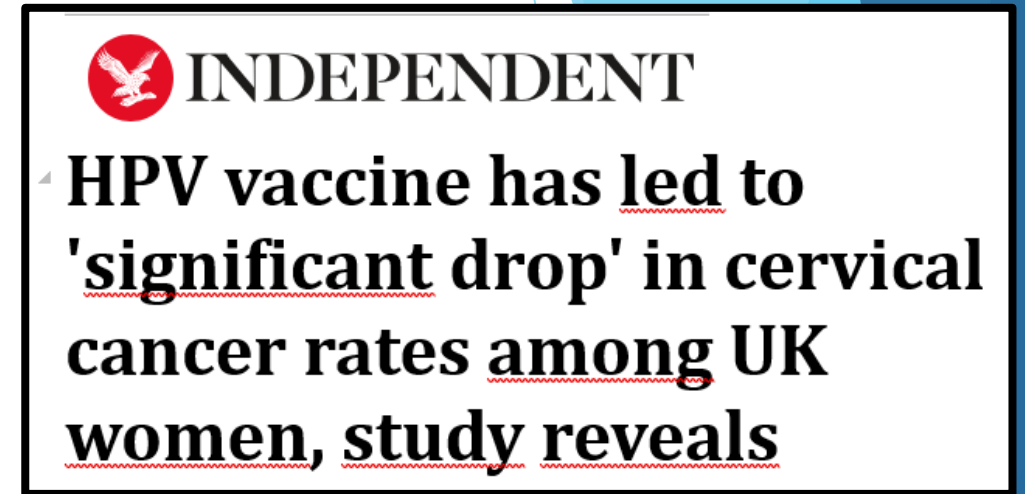 INDEPENDENT
HPV vaccine has led to
'significant drop' in cervical
cancer rates among UK
women, study reveals